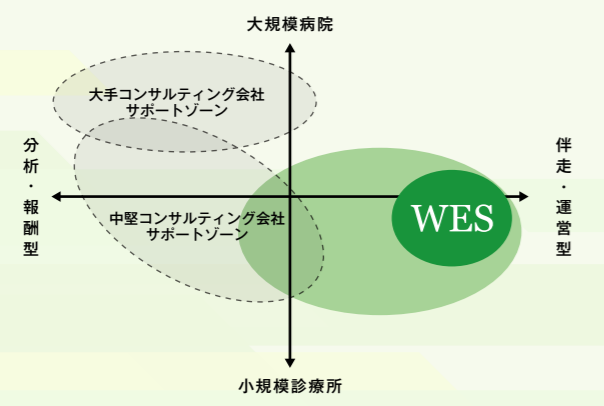 大規模病院
大手コンサルティング会社
サポートゾーン
分析・報酬型
伴走・運営型
WES
中堅コンサルティング会社
サポートゾーン
小規模診療所